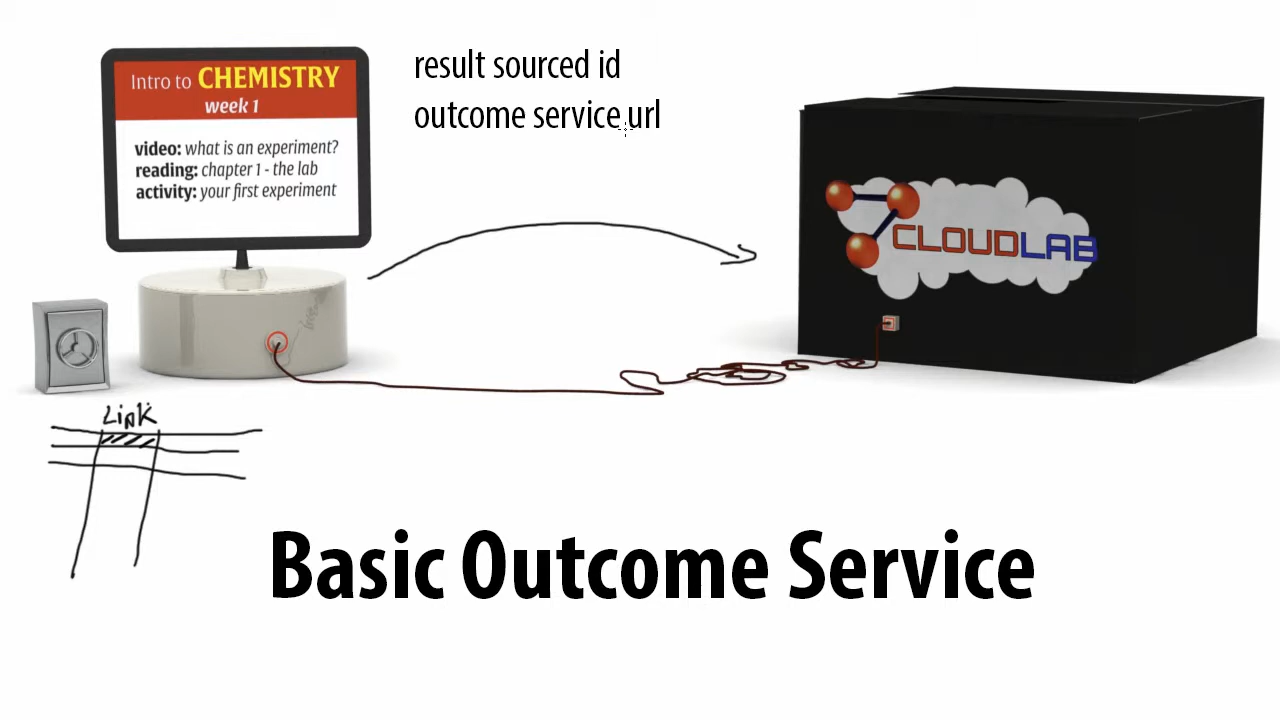 Intro to CHEMISTRY
week 1
video: what is an experiment?
reading: chapter 1 - the lab
activity: your first experiment
result sourced id
outcome service url
CLOUDLAB
Link
Basic Outcome Service